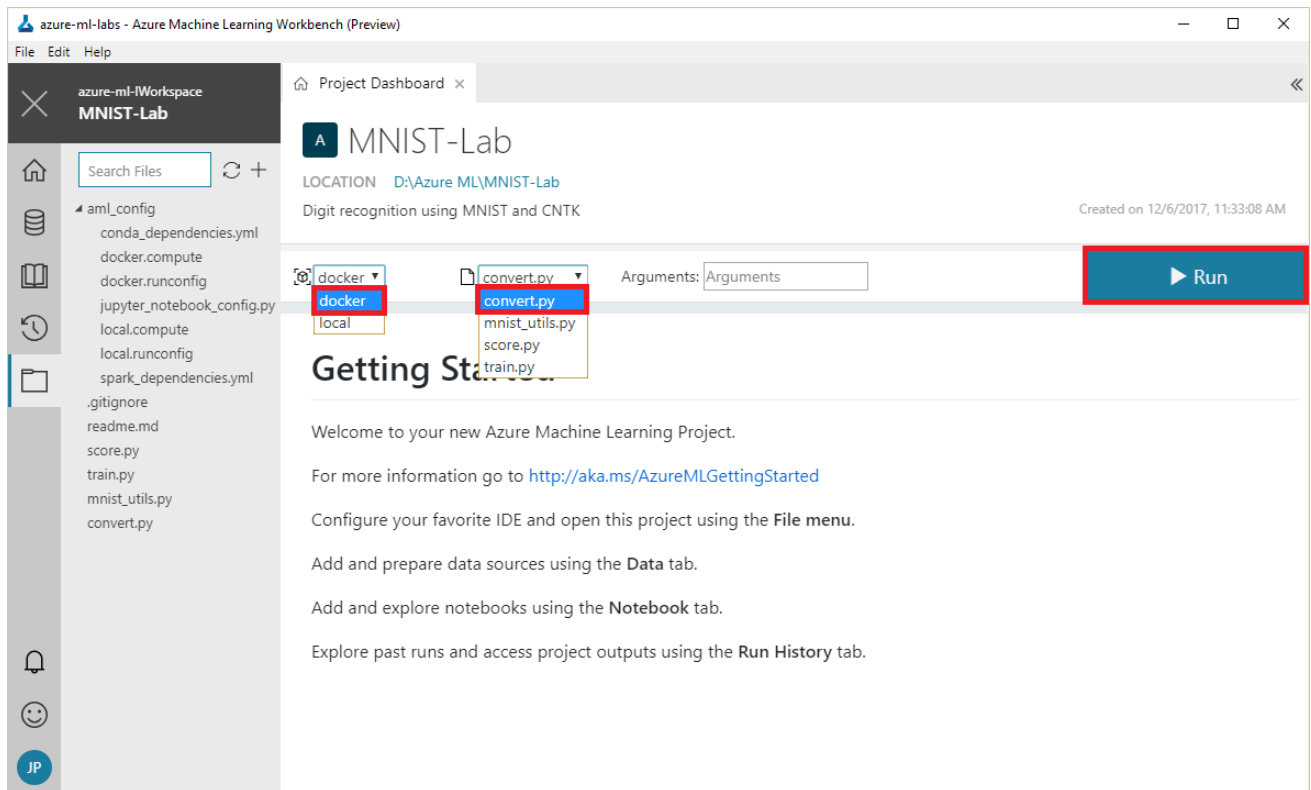 azure-ml-labs - Azure Machine Learning Workbench (Preview)
File Edit Help
azure-ml-lWorkspace
MNIST-Lab
Search Files
aml_config
conda_dependencies.yml
docker.compute
docker.runconfig
jupyter_notebook_config.py
local.compute
local.runconfig
spark_dependencies.yml
.gitignore
readme.md
score.py
train.py
mnist_utils.py
convert.py
JP
Project Dashboard
A MNIST-Lab
LOCATION D:\Azure ML\MNIST-Lab
Digit recognition using MNIST and CNTK
Created on 12/6/2017, 11:33:08 AM
docker
docker
local
convert.py
convert.py
mnist_utils.py
score.py
train.py
Arguments: Arguments
Run
Getting Started
Welcome to your new Azure Machine Learning Project.
For more information go to http://aka.ms/AzureMLGettingStarted
Configure your favorite IDE and open this project using the File menu.
Add and prepare data sources using the Data tab.
Add and explore notebooks using the Notebook tab.
Explore past runs and access project outputs using the Run History tab.